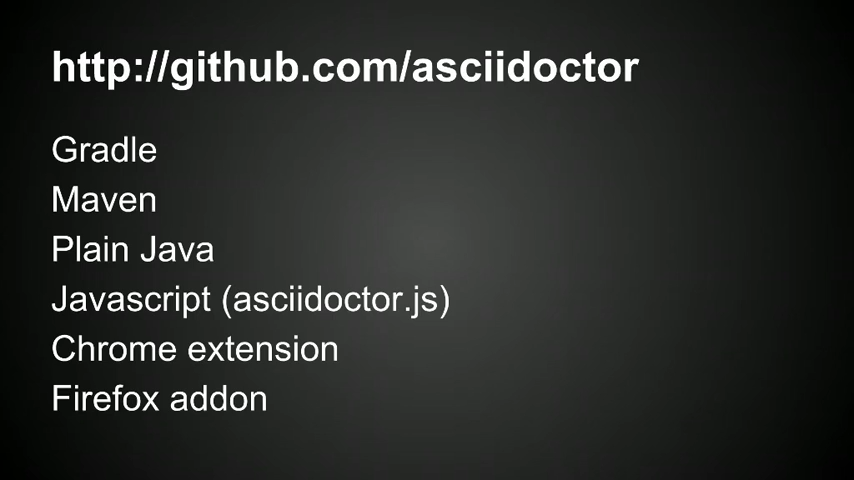 http://github.com/asciidoctor
Gradle
Maven
Plain Java
Javascript (asciidoctor.js)
Chrome extension
Firefox addon